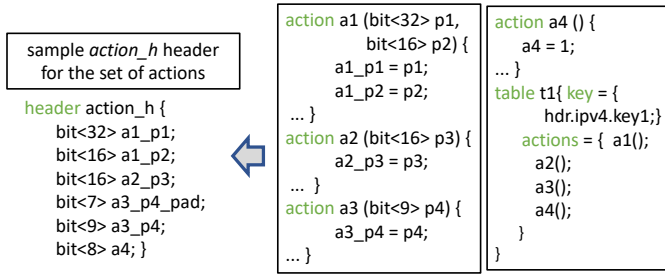 sample action_h header
for the set of actions
header action_h {
bit<32> a1_p1;
bit<16> a1_p2;
bit<16> a2_p3;
bit<7> a3_p4_pad;
bit<9> a3_p4;
bit<8> a4; }
action a1 (bit<32> p1,
bit<16> p2) {
a1_p1 = p1;
a1_p2 = p2;
... }
action a2 (bit<16> p3) {
a2_p3 = p3;
... }
action a3 (bit<9> p4) {
a3_p4 = p4;
... }
action a4 () {
a4 = 1;
... }
table t1{ key = {
hdr.ipv4.key1;}
actions = { a1();
a2();
a3();
a4();
}
}